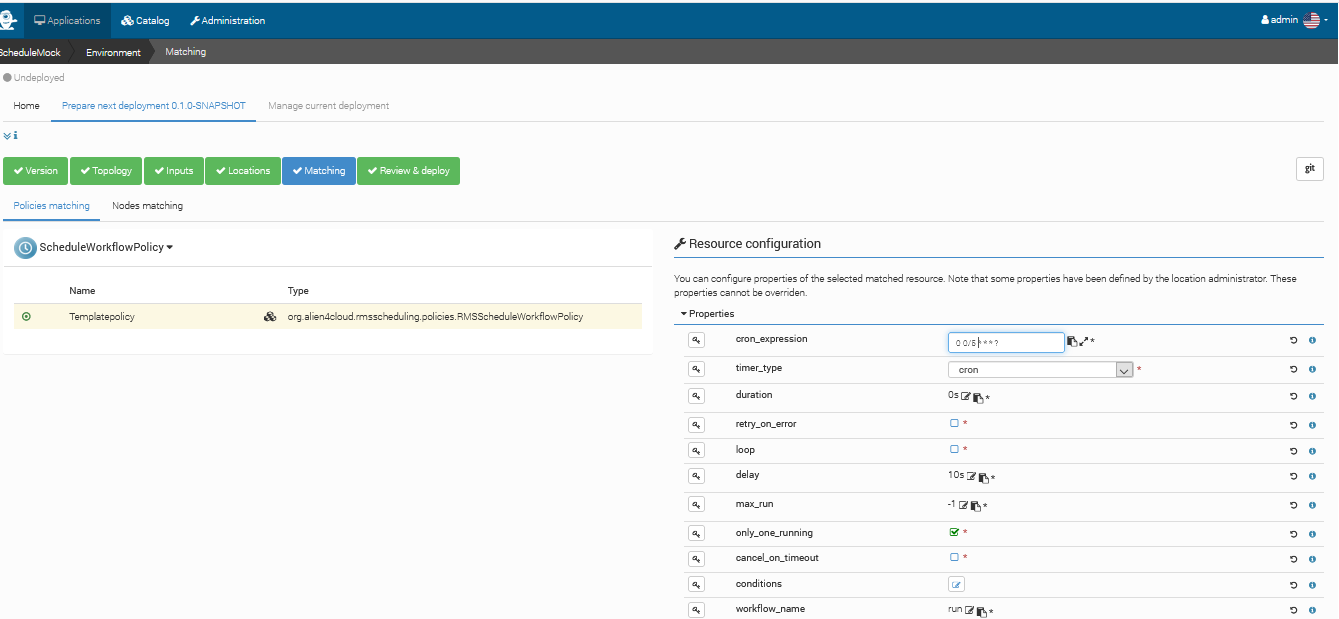 Applications Catalog Administration admin
ScheduleMock Environment Matching
Undeployed
Home Prepare next deployment 0.1.0-SNAPSHOT Manage current deployment
Version Topology Inputs Locations Matching Review & deploy git
Policies matching Nodes matching
ScheduleWorkflowPolicy
Name Type
Templatepolicy org.alien4cloud.rmsscheduling.policies.RMSScheduleWorkflowPolicy
Resource configuration
You can configure properties of the selected matched resource. Note that some properties have been defined by the location administrator. These
properties cannot be overriden.
Properties
cron_expression 0 0/5 * * * ? *
timer_type cron *
duration 0s *
retry_on_error *
loop *
delay 10s *
max_run -1 *
only_one_running *
cancel_on_timeout *
conditions
workflow_name run *